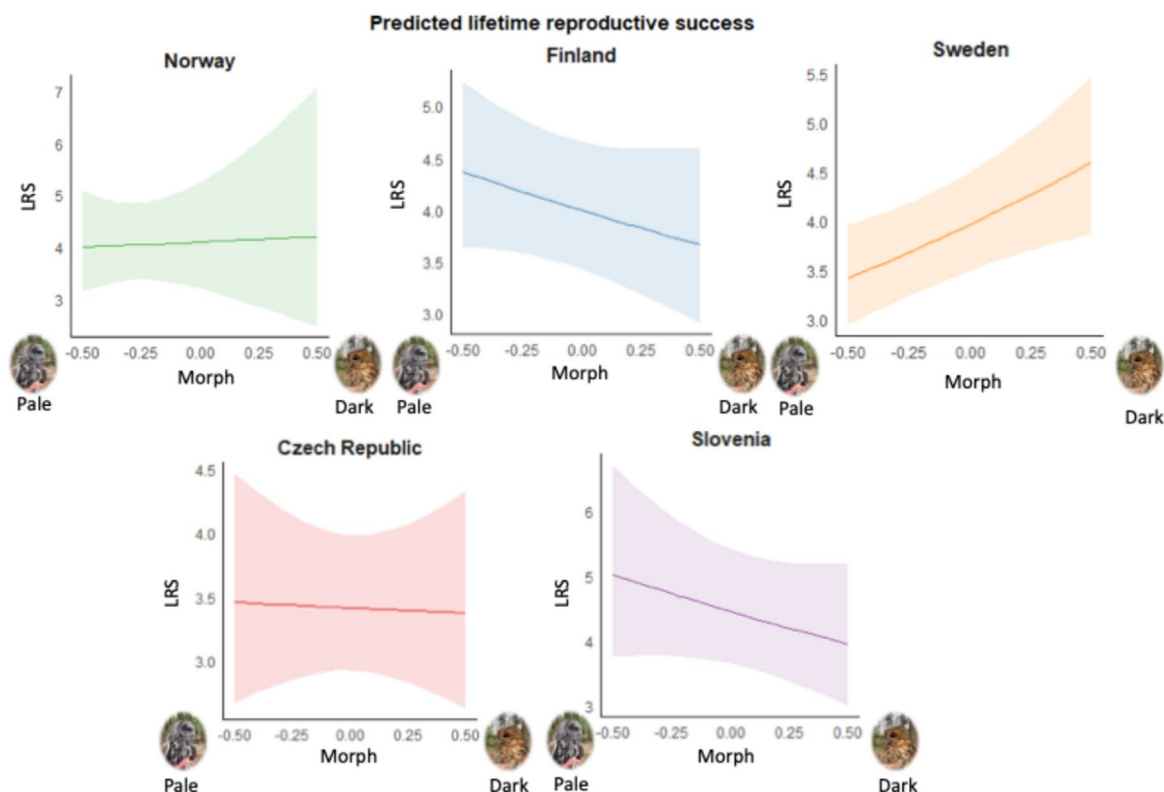 Predicted lifetime reproductive success
Norway
7
6
5
4
3
LRS
-0.50 -0.25 0.00 0.25 0.50
Morph
Pale
Dark
Finland
5.0
4.5
4.0
3.5
3.0
LRS
-0.50 -0.25 0.00 0.25 0.50
Morph
Pale
Dark
Sweden
5.5
5.0
4.5
4.0
3.5
3.0
LRS
-0.50 -0.25 0.00 0.25 0.50
Morph
Pale
Dark
Czech Republic
4.5
4.0
3.5
3.0
LRS
-0.50 -0.25 0.00 0.25 0.50
Morph
Pale
Dark
Slovenia
6
5
4
3
LRS
-0.50 -0.25 0.00 0.25 0.50
Morph
Pale
Dark